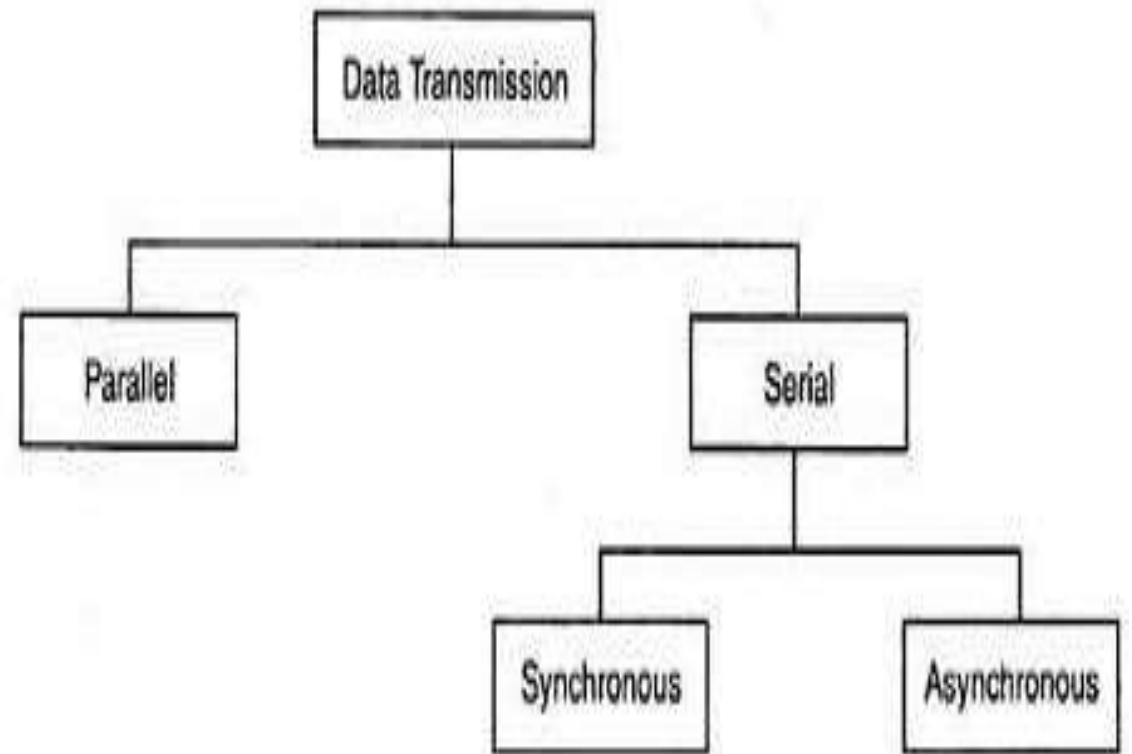 Data Transmission
Parallel
Serial
Synchronous
Asynchronous